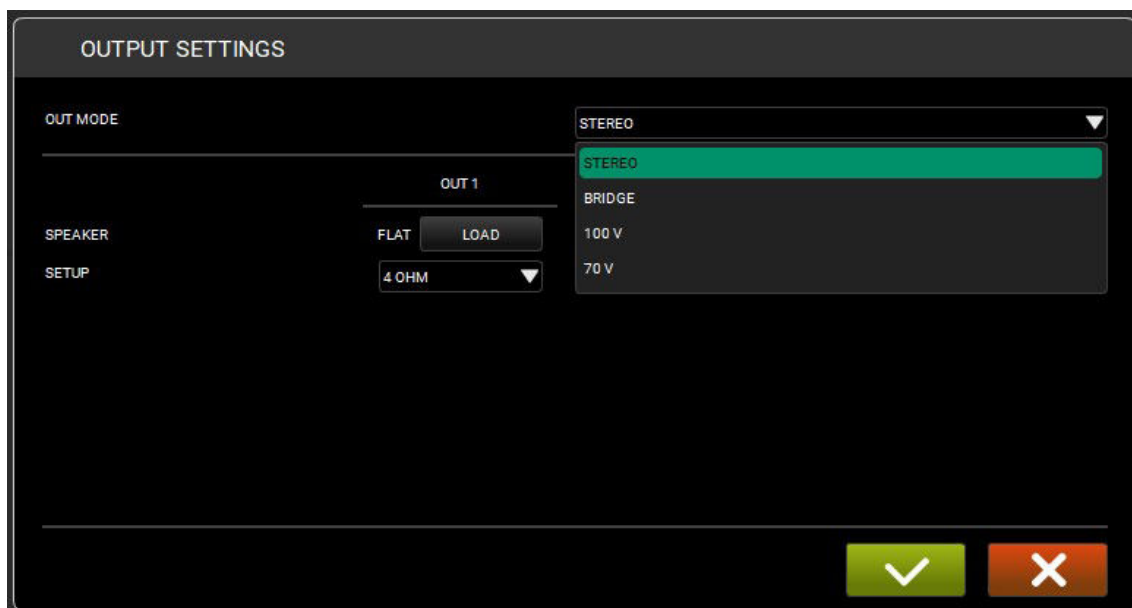 OUTPUT SETTINGS
OUT MODE
STEREO
STEREO
BRIDGE
100 V
70 V
OUT 1
SPEAKER
FLAT
LOAD
SETUP
4 OHM